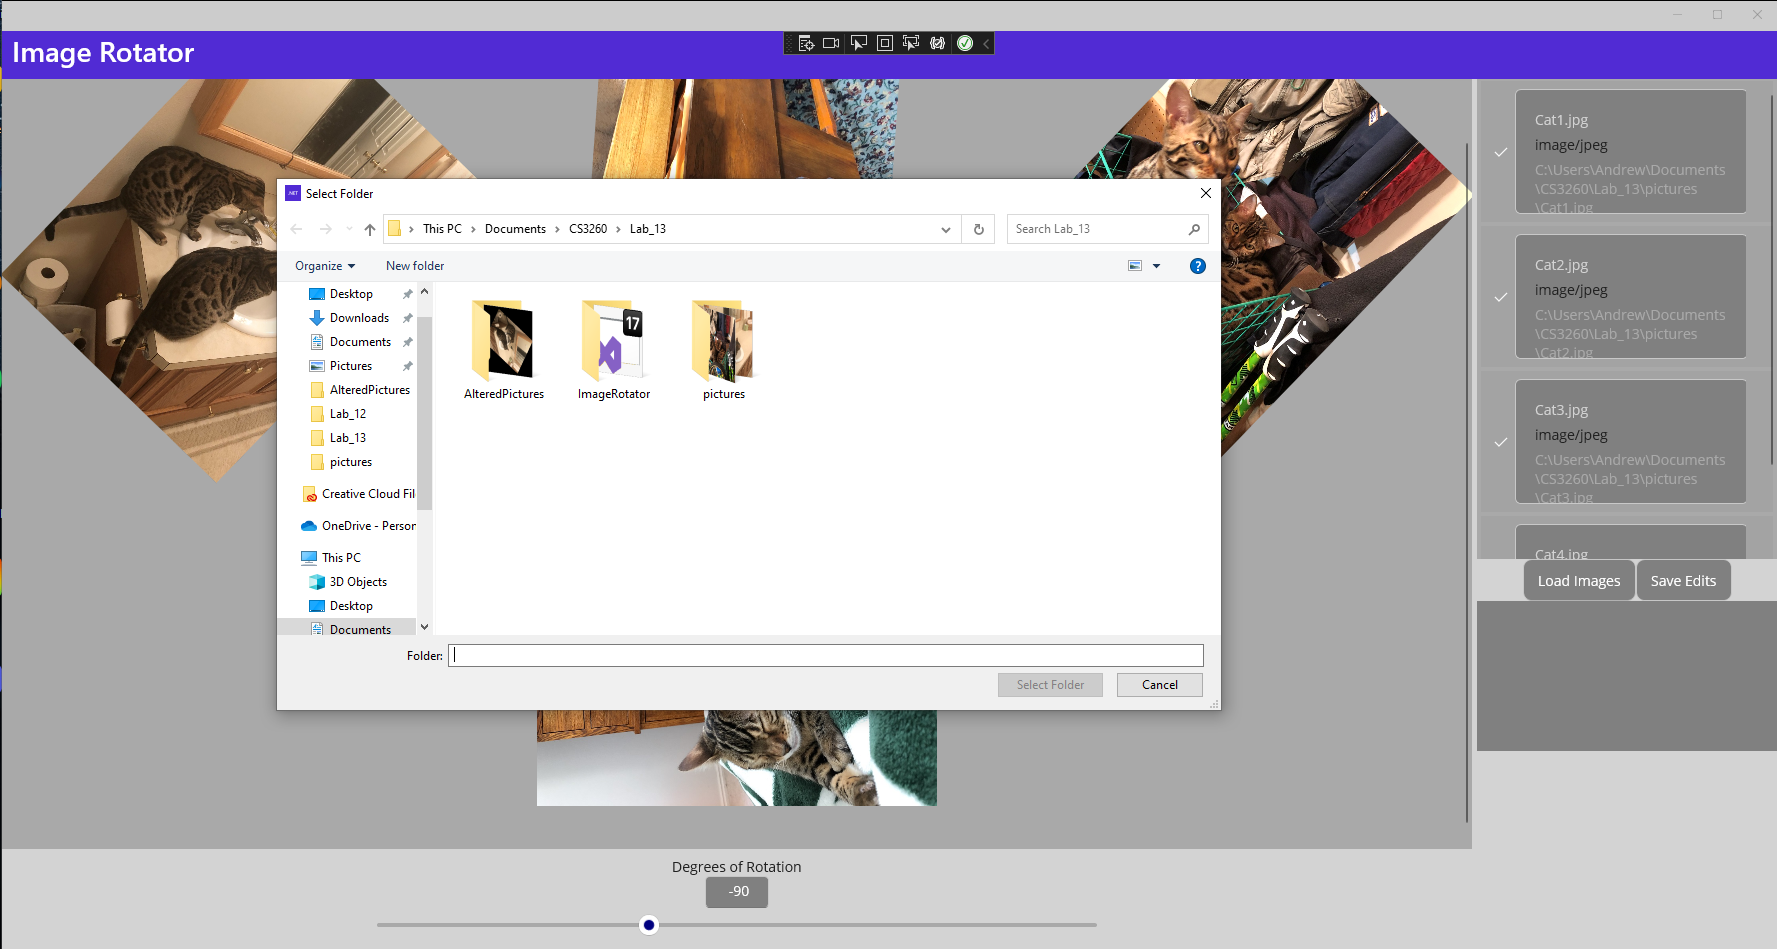 Image Rotator
Select Folder
This PC > Documents > CS3260 > Lab_13
Search Lab_13
Organize
New folder
Desktop
Downloads
Documents
Pictures
AlteredPictures
Lab_12
Lab_13
pictures
Creative Cloud Fil
OneDrive - Person
This PC
3D Objects
Desktop
Documents
AlteredPictures
17
ImageRotator
pictures
Folder:
Select Folder
Cancel
Cat1.jpg
image/jpeg
C:\Users\Andrew\Documents
\CS3260\Lab_13\pictures
\Cat1.jpg
Cat2.jpg
image/jpeg
C:\Users\Andrew\Documents
\CS3260\Lab_13\pictures
\Cat2.jpg
Cat3.jpg
image/jpeg
C:\Users\Andrew\Documents
\CS3260\Lab_13\pictures
\Cat3.jpg
Cat4.jpg
Load Images
Save Edits
Degrees of Rotation
-90